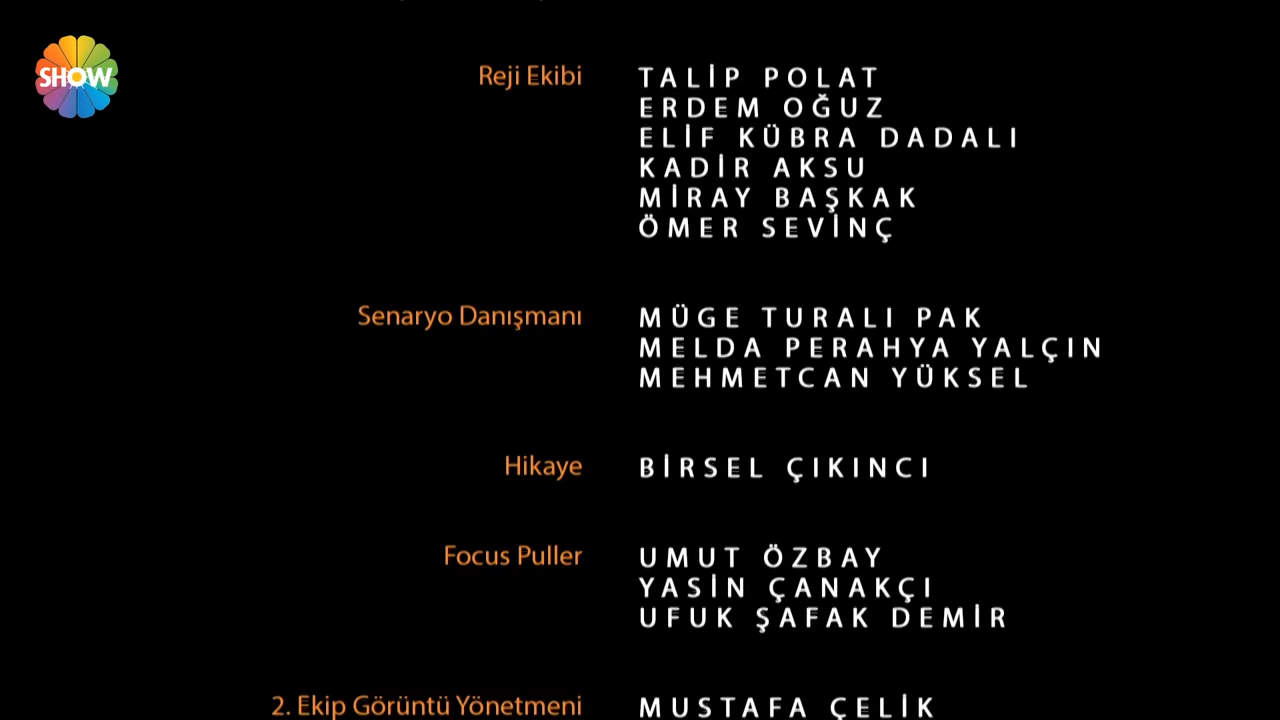 SHOW
Reji Ekibi TALİP POLAT
ERDEM OĞUZ
ELİF KÜBRA DADALI
KADİR AKSU
MİRAY BAŞKAK
ÖMER SEVİNÇ
Senaryo Danışmanı MÜGE TURALI PAK
MELDA PERAHYA YALÇIN
MEHMETCAN YÜKSEL
Hikaye BİRSEL ÇIKINCI
Focus Puller UMUT ÖZBAY
YASİN ÇANAKÇI
UFUK ŞAFAK DEMİR
2. Ekip Görüntü Yönetmeni MUSTAFA ÇELİK